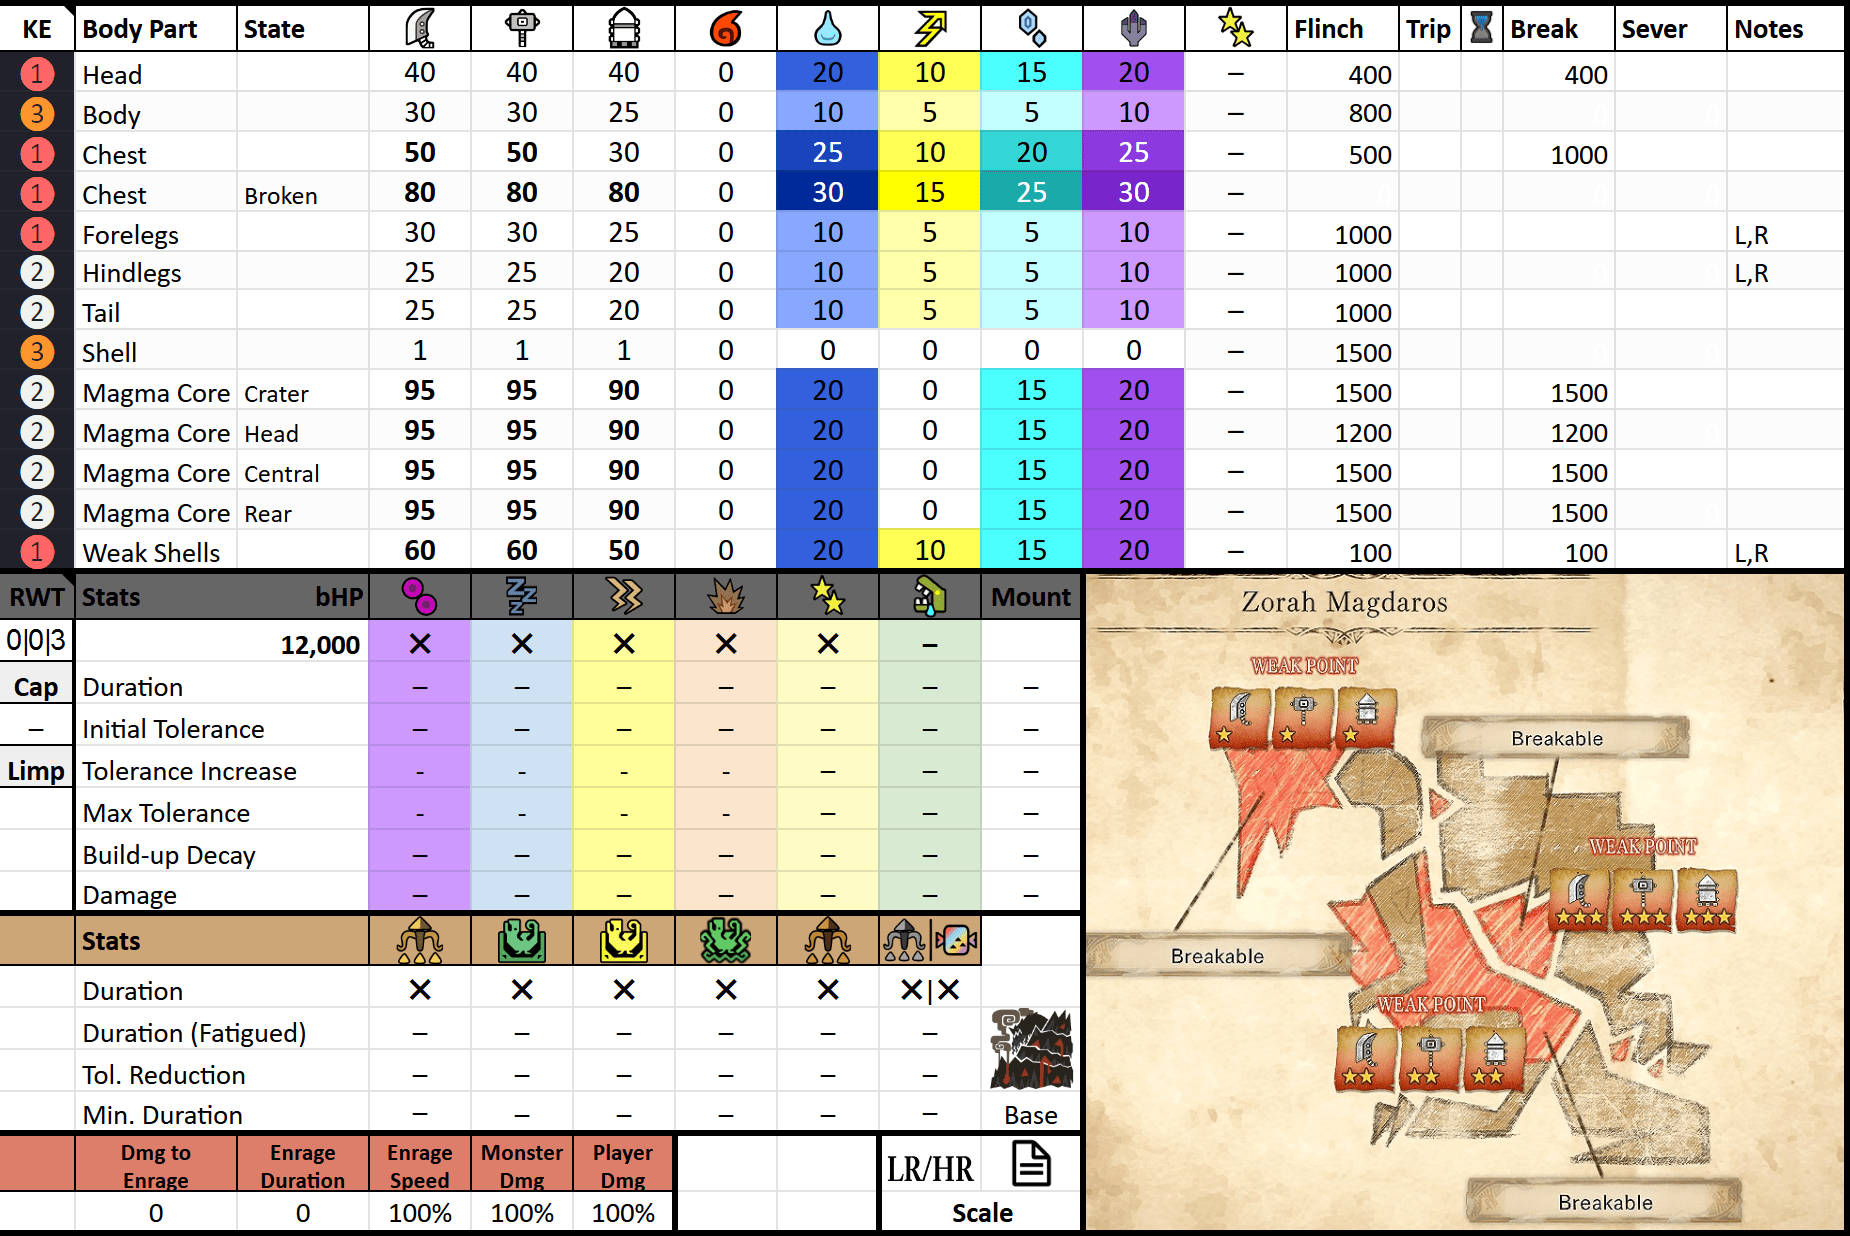 KE Body Part State Flinch Trip Break Sever Notes
1 Head 40 40 40 0 20 10 15 20 – 400 400
3 Body 30 30 25 0 10 5 5 10 – 800
1 Chest 50 50 30 0 25 10 20 25 – 500 1000
1 Chest Broken 80 80 80 0 30 15 25 30 –
1 Forelegs 30 30 25 0 10 5 5 10 – 1000 L,R
2 Hindlegs 25 25 20 0 10 5 5 10 – 1000 L,R
2 Tail 25 25 20 0 10 5 5 10 – 1000
3 Shell 1 1 1 0 0 0 0 0 – 1500
2 Magma Core Crater 95 95 90 0 20 0 15 20 – 1500 1500
2 Magma Core Head 95 95 90 0 20 0 15 20 – 1200 1200
2 Magma Core Central 95 95 90 0 20 0 15 20 – 1500 1500
2 Magma Core Rear 95 95 90 0 20 0 15 20 – 1500 1500
1 Weak Shells 60 60 50 0 20 10 15 20 – 100 100 L,R
RWT Stats bHP Mount
0|0|3 12,000 ✕ ✕ ✕ ✕ ✕ –
Cap Duration – – – – – – –
– Initial Tolerance – – – – – – –
Limp Tolerance Increase - - - - – – –
Max Tolerance - - - - – – –
Build-up Decay – – – – – – –
Damage – – – – – – –
Stats
Duration ✕ ✕ ✕ ✕ ✕ ✕|✕
Duration (Fatigued) – – – – – –
Tol. Reduction – – – – – –
Min. Duration – – – – – – Base
Dmg to Enrage Enrage Duration Enrage Speed Monster Dmg Player Dmg LR/HR
0 0 100% 100% 100% Scale
Zorah Magdaros
WEAK POINT
Breakable
WEAK POINT
Breakable
WEAK POINT
Breakable